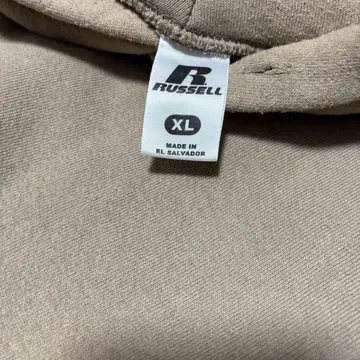 R
RUSSELL
XL
MADE IN
EL SALVADOR